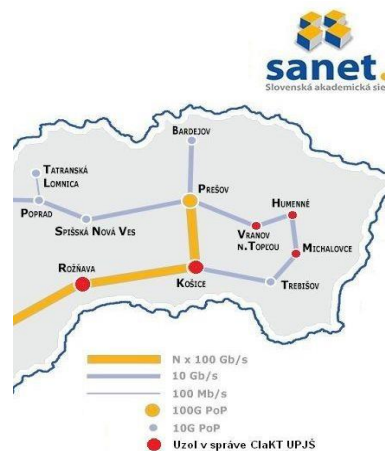 sanet.
Slovenská akademická sie
BARDEJOV
TATRANSKÁ
LOMNICA
PREŠOV
POPRAD
HUMENNÉ
SPIŠSKÁ NOVÁ VES
VRANOV
N.TOPĽOU
MICHALOVCE
ROŽŇAVA
KOŠICE
TREBIŠOV
N x 100 Gb/s
10 Gb/s
100 Mb/s
100G PoP
10G PoP
Uzol v správe CIaKT UPJŠ